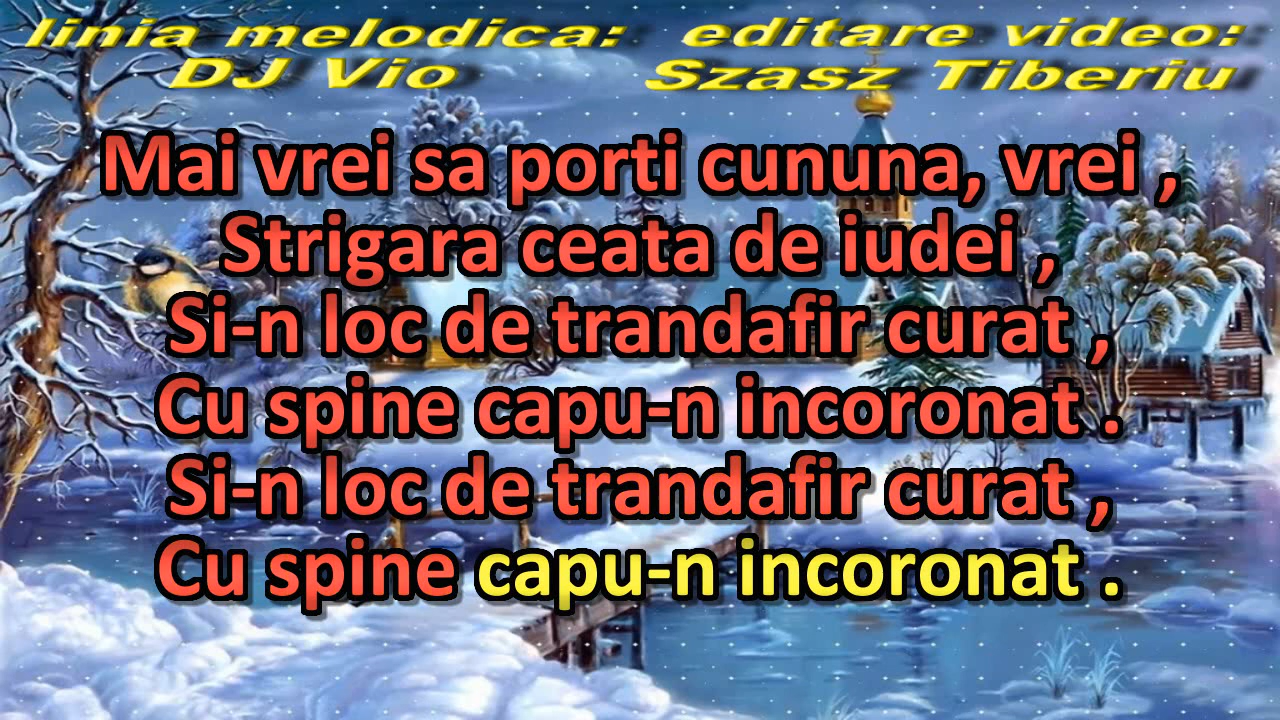 linia melodica:
DJ Vio
editare video:
Szasz Tiberiu
Mai vrei sa porti cununa, vrei ,
Strigara ceata de iudei ,
Si-n loc de trandafir curat ,
Cu spine capu-n incoronat .
Si-n loc de trandafir curat ,
Cu spine capu-n incoronat .